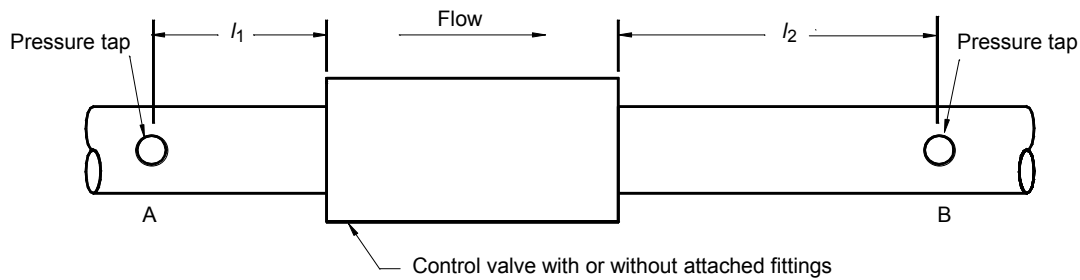 Flow
l1
l2
Pressure tap
Pressure tap
A
B
Control valve with or without attached fittings